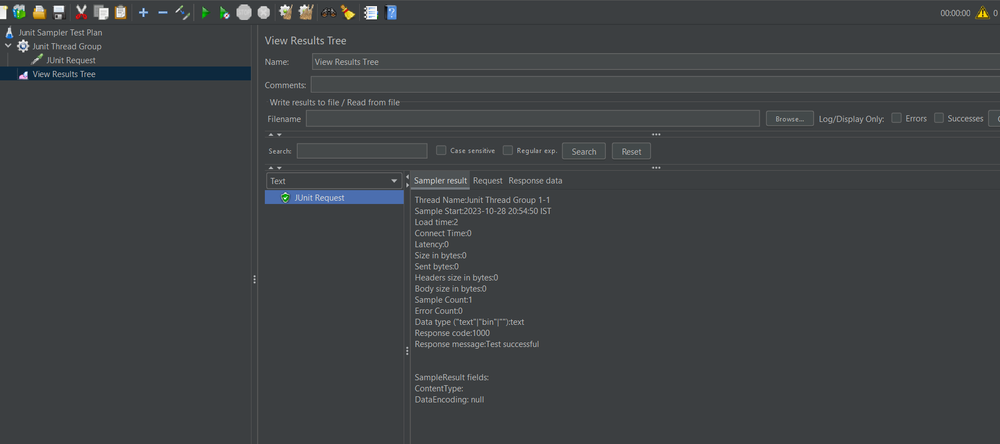 STOP
00:00:00
0
Junit Sampler Test Plan
Junit Thread Group
JUnit Request
View Results Tree
View Results Tree
Name: View Results Tree
Comments:
Write results to file / Read from file
Filename Browse... Log/Display Only: Errors Successes
Search: Case sensitive Regular exp. Search Reset
Text
JUnit Request
Sampler result Request Response data
Thread Name:Junit Thread Group 1-1
Sample Start:2023-10-28 20:54:50 IST
Load time:2
Connect Time:0
Latency:0
Size in bytes:0
Sent bytes:0
Headers size in bytes:0
Body size in bytes:0
Sample Count:1
Error Count:0
Data type ("text"|"bin"|""):text
Response code:1000
Response message:Test successful
SampleResult fields:
ContentType:
DataEncoding: null